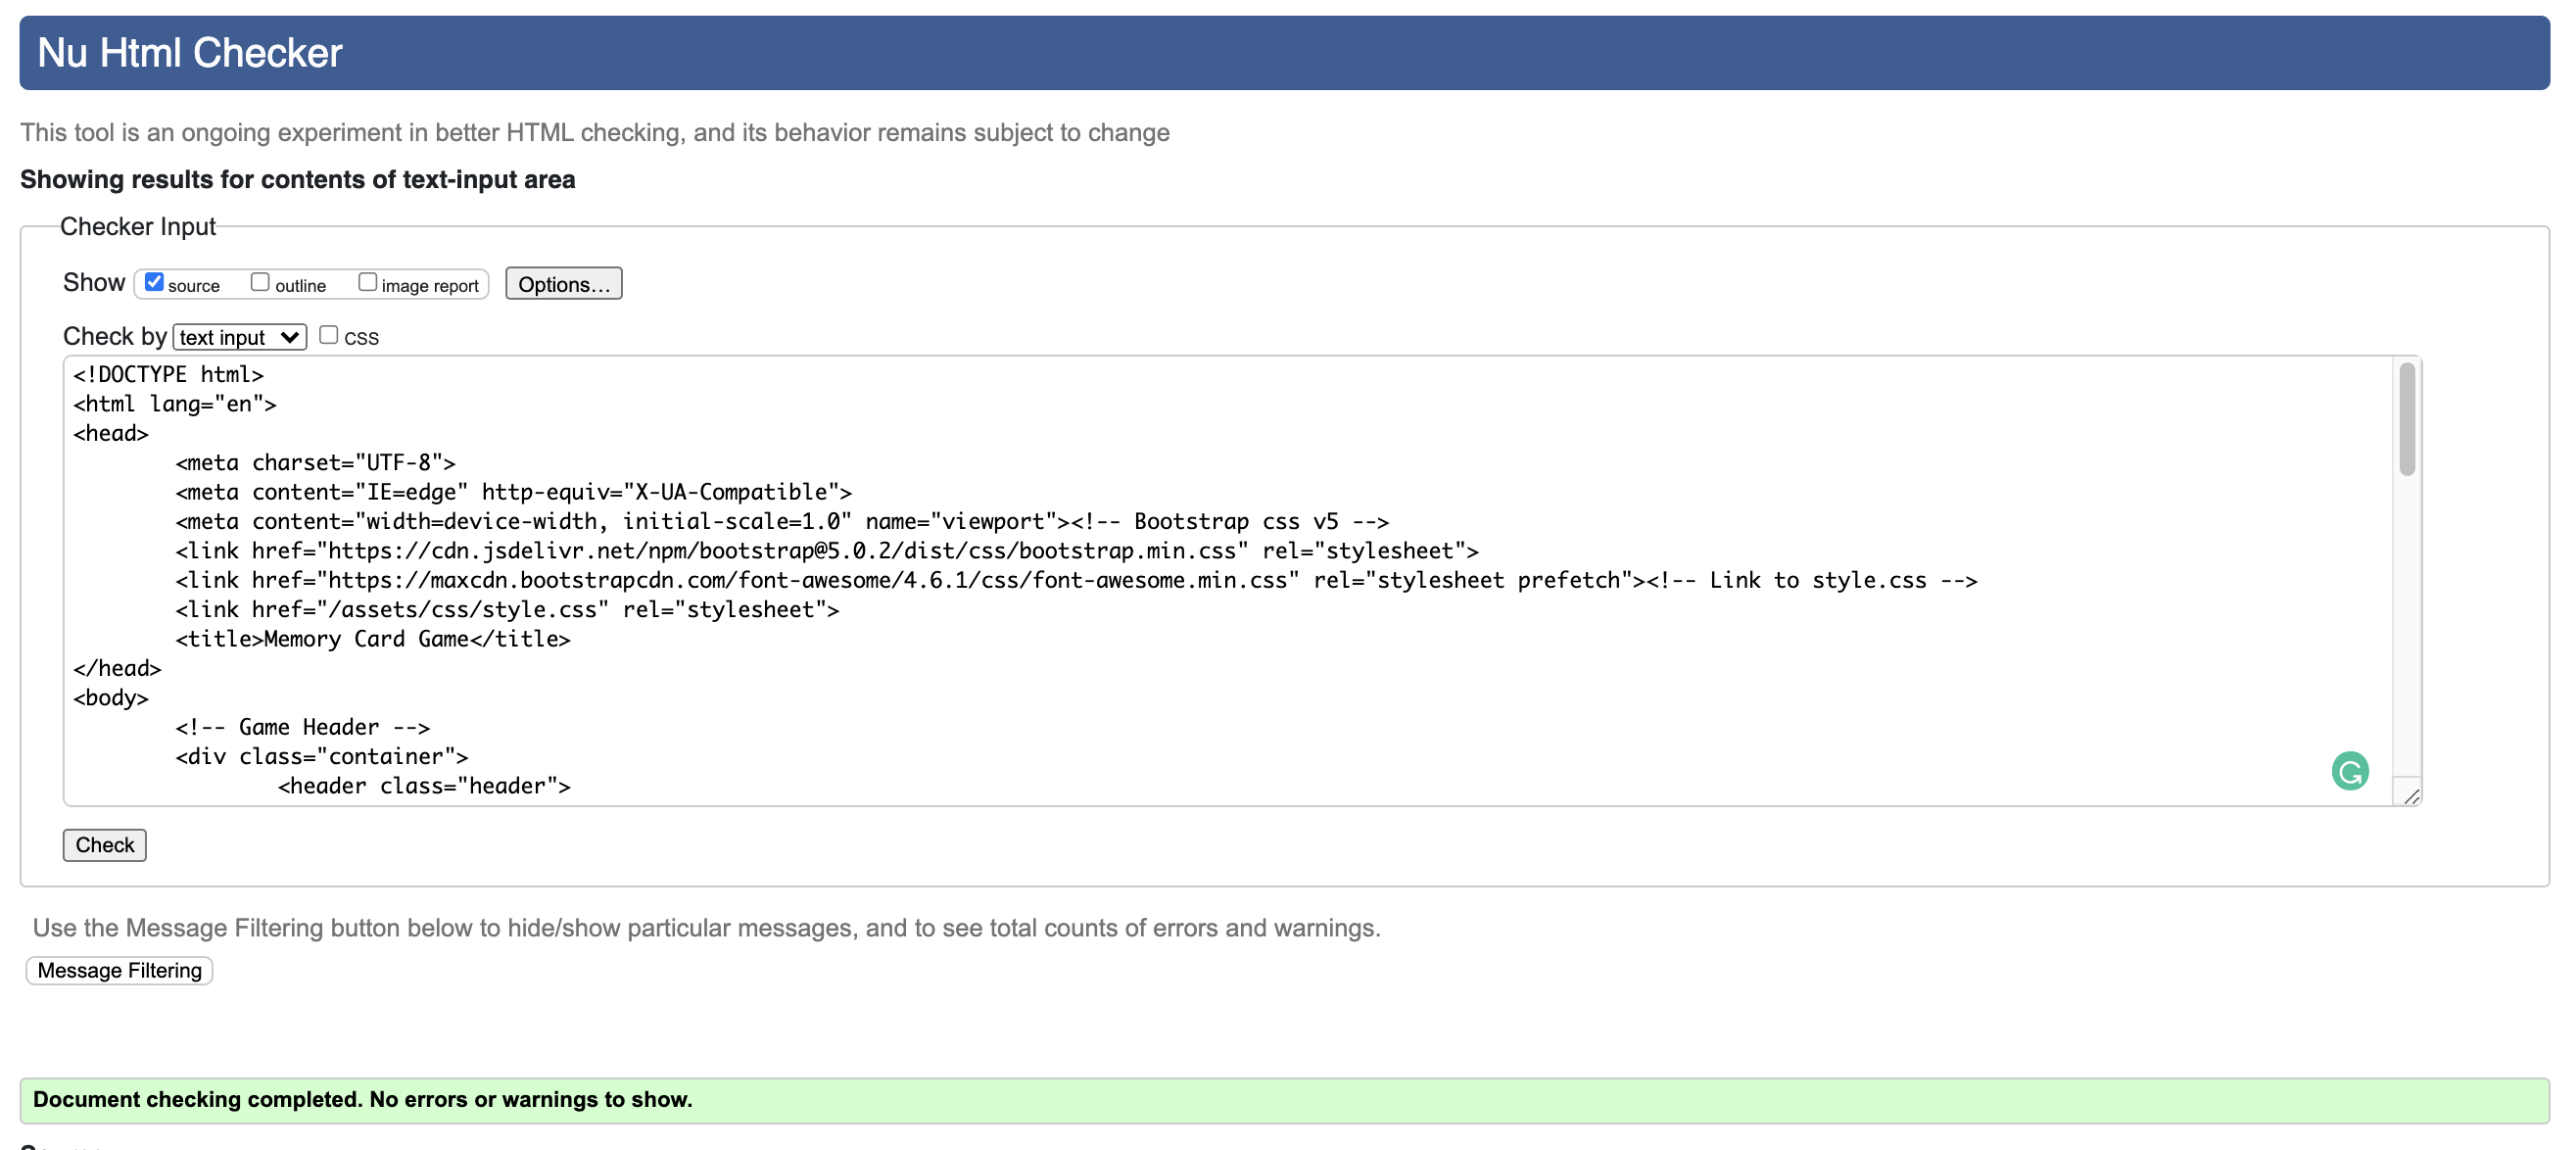 Nu Html Checker
This tool is an ongoing experiment in better HTML checking, and its behavior remains subject to change
Showing results for contents of text-input area
Checker Input
Show source outline image report Options...
Check by text input CSS
<!DOCTYPE html>
<html lang="en">
<head>
<meta charset="UTF-8">
<meta content="IE=edge" http-equiv="X-UA-Compatible">
<meta content="width=device-width, initial-scale=1.0" name="viewport"><!-- Bootstrap css v5 -->
<link href="https://cdn.jsdelivr.net/npm/bootstrap@5.0.2/dist/css/bootstrap.min.css" rel="stylesheet">
<link href="https://maxcdn.bootstrapcdn.com/font-awesome/4.6.1/css/font-awesome.min.css" rel="stylesheet prefetch"><!-- Link to style.css -->
<link href="/assets/css/style.css" rel="stylesheet">
<title>Memory Card Game</title>
</head>
<body>
<!-- Game Header -->
<div class="container">
<header class="header">
Check
Use the Message Filtering button below to hide/show particular messages, and to see total counts of errors and warnings.
Message Filtering
Document checking completed. No errors or warnings to show.